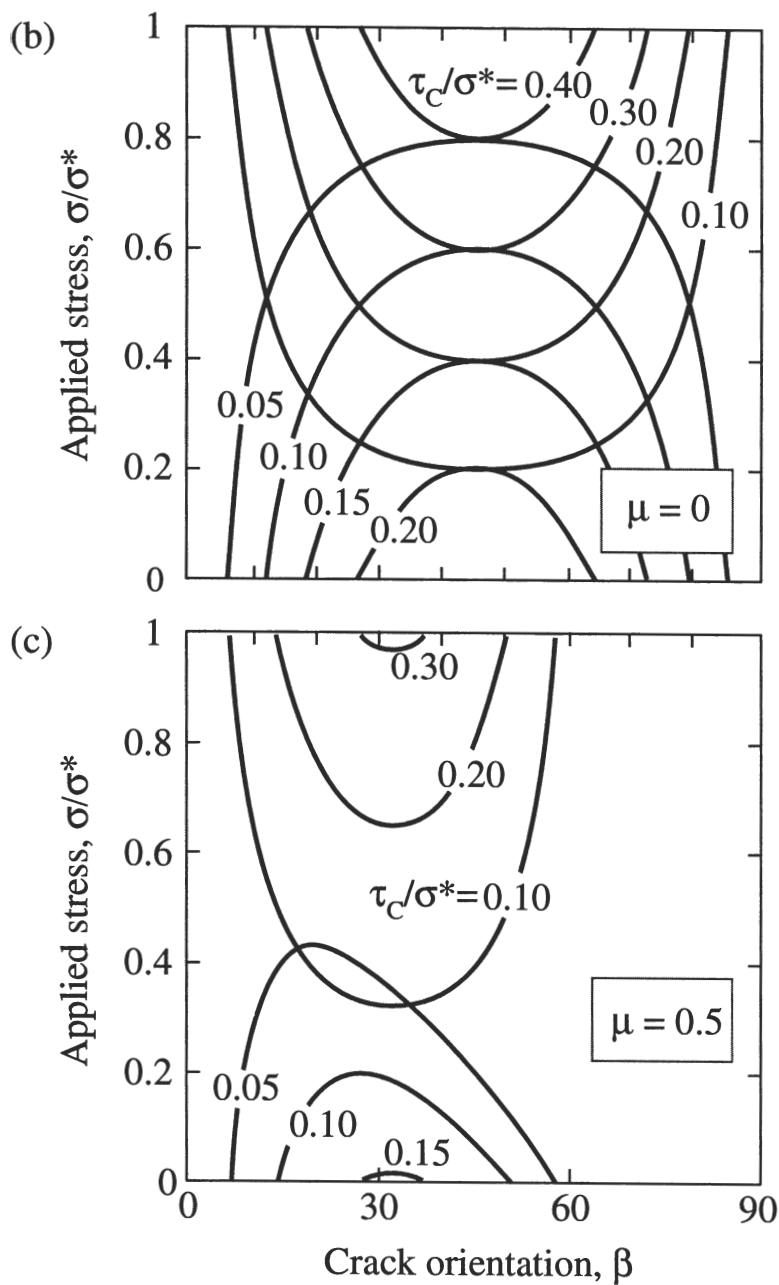 (b)
1
0.8
0.6
0.4
0.2
0
Applied stress, σ/σ*
τC/σ*= 0.40
0.30
0.20
0.10
0.05
0.10
0.15
0.20
μ = 0
(c)
1
0.8
0.6
0.4
0.2
0
Applied stress, σ/σ*
0.30
0.20
τC/σ*= 0.10
μ = 0.5
0.05
0.10
0.15
0 30 60 90
Crack orientation, β